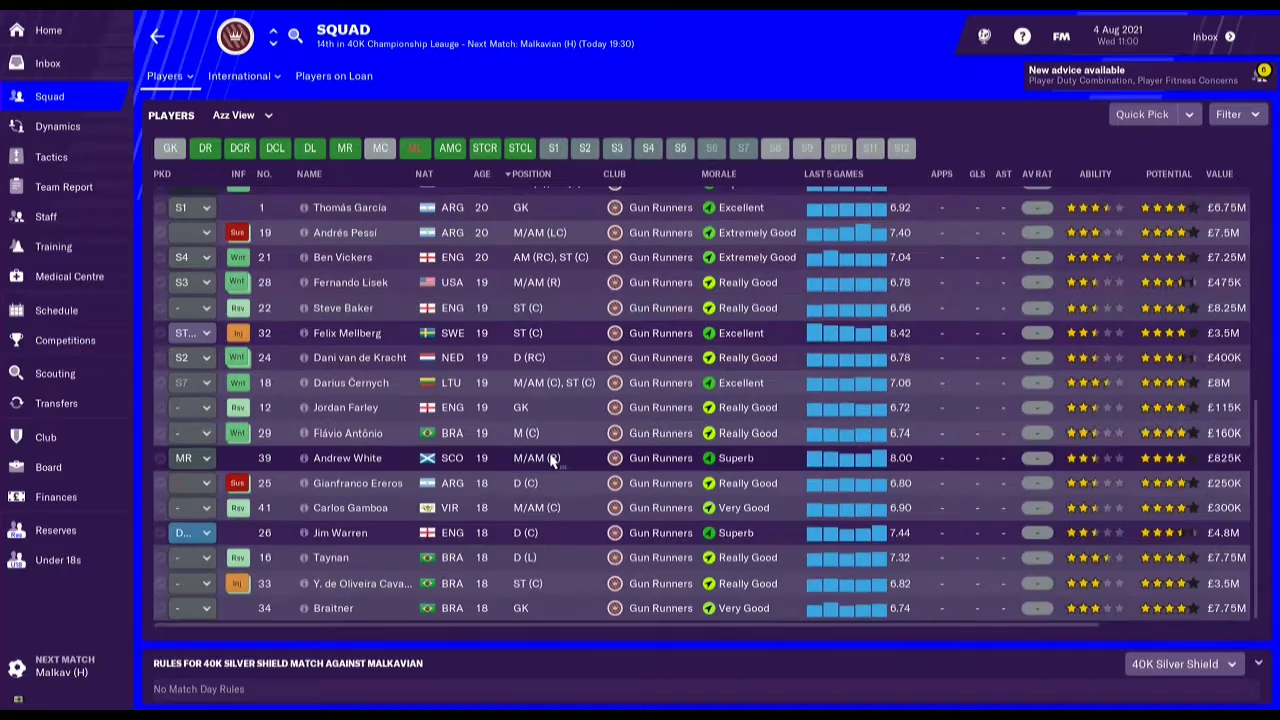 Home
Inbox
Squad
Dynamics
Tactics
Team Report
Staff
Training
Medical Centre
Schedule
Competitions
Scouting
Transfers
Club
Board
Finances
Reserves
Under 18s
NEXT MATCH
Malkav (H)
SQUAD
14th in 40K Championship Leauge - Next Match: Malkavian (H) (Today 19:30)
FM
4 Aug 2021
Wed 11:00
Inbox
New advice available
Player Duty Combination, Player Fitness Concerns
6
Players International Players on Loan
PLAYERS Azz View Quick Pick Filter
GK DR DCR DCL DL MR MC ML AMC STCR STCL S1 S2 S3 S4 S5 S6 S7 S8 S9 S10 S11 S12
PKD INF NO. NAME NAT AGE POSITION CLUB MORALE LAST 5 GAMES APPS GLS AST AV RAT ABILITY POTENTIAL VALUE
S1 1 Thomás García ARG 20 GK Gun Runners Excellent 6.92 - - - - £6.75M
Sus 19 Andrés Pessí ARG 20 M/AM (LC) Gun Runners Extremely Good 7.40 - - - - £7.5M
S4 Wnt 21 Ben Vickers ENG 20 AM (RC), ST (C) Gun Runners Extremely Good 7.04 - - - - £7.25M
S3 Wnt 28 Fernando Lisek USA 19 M/AM (R) Gun Runners Really Good 6.78 - - - - £475K
- Rsv 22 Steve Baker ENG 19 ST (C) Gun Runners Really Good 6.66 - - - - £8.25M
ST... Inj 32 Felix Mellberg SWE 19 ST (C) Gun Runners Excellent 8.42 - - - - £3.5M
S2 Wnt 24 Dani van de Kracht NED 19 D (RC) Gun Runners Really Good 6.78 - - - - £400K
S7 Wnt 18 Darius Černych LTU 19 M/AM (C), ST (C) Gun Runners Excellent 7.06 - - - - £8M
- Rsv 12 Jordan Farley ENG 19 GK Gun Runners Really Good 6.72 - - - - £115K
- Wnt 29 Flávio Antônio BRA 19 M (C) Gun Runners Really Good 6.74 - - - - £160K
MR 39 Andrew White SCO 19 M/AM Gun Runners Superb 8.00 - - - - £825K
Sus 25 Gianfranco Ereros ARG 18 D (C) Gun Runners Really Good 6.80 - - - - £250K
- Rsv 41 Carlos Gamboa VIR 18 M/AM (C) Gun Runners Very Good 6.90 - - - - £300K
D... 26 Jim Warren ENG 18 D (C) Gun Runners Superb 7.44 - - - - £4.8M
- Rsv 16 Taynan BRA 18 D (L) Gun Runners Really Good 7.32 - - - - £7.75M
- Inj 33 Y. de Oliveira Cava... BRA 18 ST (C) Gun Runners Really Good 6.82 - - - - £3.5M
- 34 Braitner BRA 18 GK Gun Runners Very Good 6.74 - - - - £7.75M
RULES FOR 40K SILVER SHIELD MATCH AGAINST MALKAVIAN 40K Silver Shield
No Match Day Rules